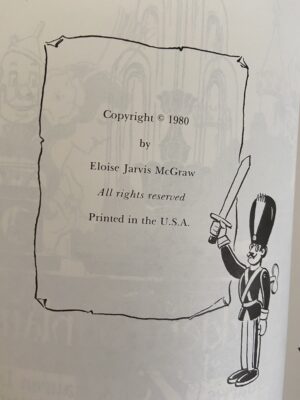 Copyright © 1980
by
Eloise Jarvis McGraw
All rights reserved
Printed in the U.S.A.